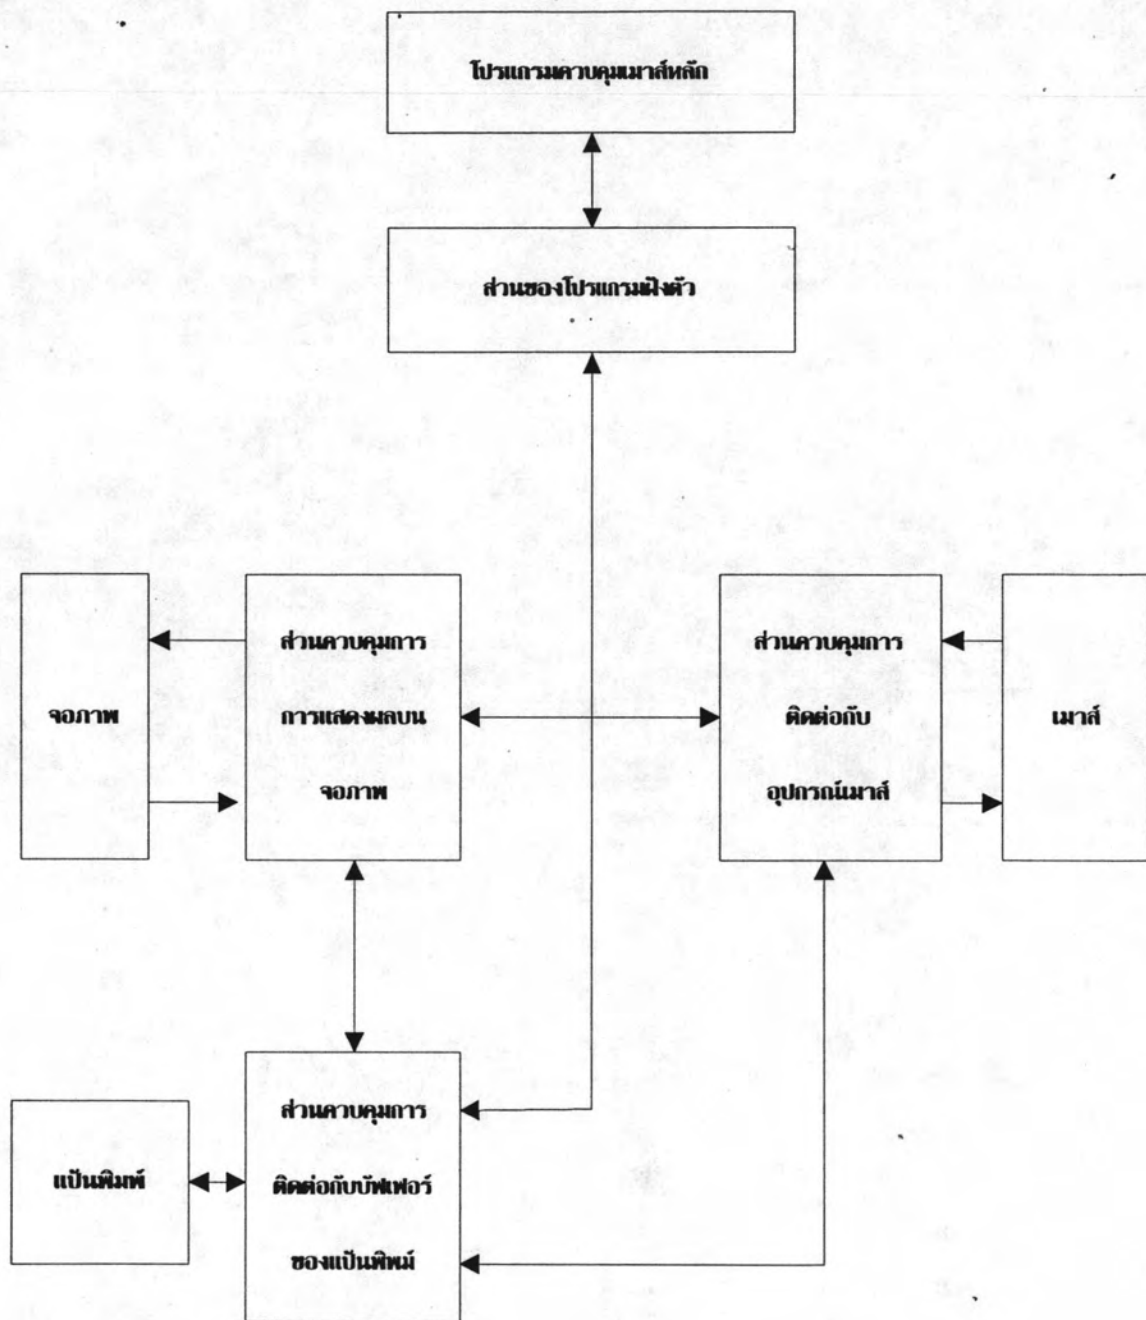 โปรแกรมควบคุมเมาส์หลัก
ส่วนของโปรแกรมฝังตัว
จอภาพ
ส่วนควบคุมการ
การแสดงผลบน
จอภาพ
ส่วนควบคุมการ
ติดต่อกับ
อุปกรณ์เมาส์
เมาส์
แป้นพิมพ์
ส่วนควบคุมการ
ติดต่อกับบัฟเฟอร์
ของแป้นพิพม์